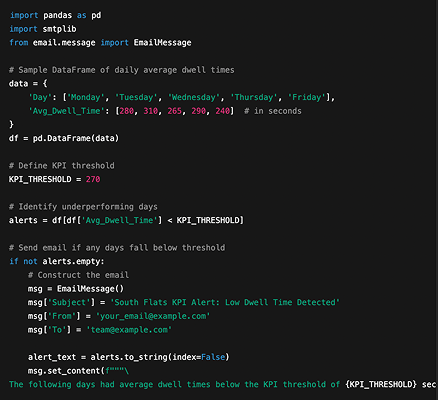 import pandas as pd
import smtplib
from email.message import EmailMessage
# Sample DataFrame of daily average dwell times
data = {
    'Day': ['Monday', 'Tuesday', 'Wednesday', 'Thursday', 'Friday'],
    'Avg_Dwell_Time': [280, 310, 265, 290, 240]  # in seconds
}
df = pd.DataFrame(data)
# Define KPI threshold
KPI_THRESHOLD = 270
# Identify underperforming days
alerts = df[df['Avg_Dwell_Time'] < KPI_THRESHOLD]
# Send email if any days fall below threshold
if not alerts.empty:
    # Construct the email
    msg = EmailMessage()
    msg['Subject'] = 'South Flats KPI Alert: Low Dwell Time Detected'
    msg['From'] = 'your_email@example.com'
    msg['To'] = 'team@example.com'
    alert_text = alerts.to_string(index=False)
    msg.set_content(f"""\
The following days had average dwell times below the KPI threshold of {KPI_THRESHOLD} sec